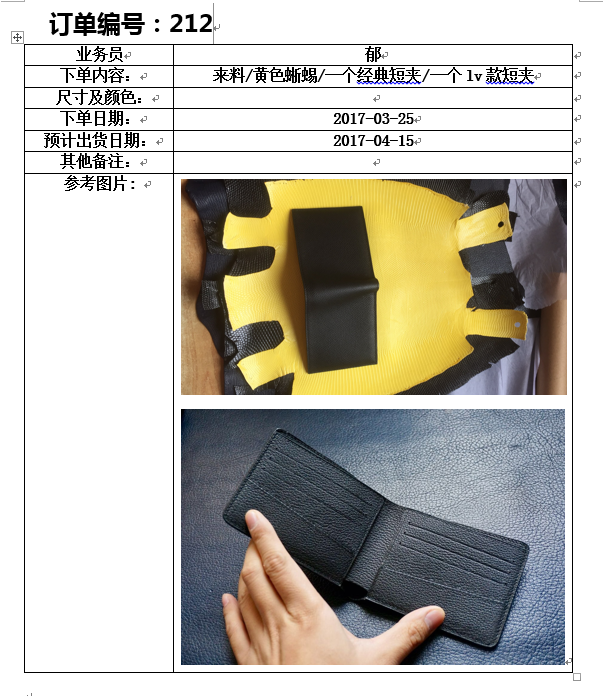 订单编号：212
业务员 郁
下单内容： 来料/黄色蜥蜴/一个经典短夹/一个 lv 款短夹
尺寸及颜色：
下单日期： 2017-03-25
预计出货日期： 2017-04-15
其他备注：
参考图片：